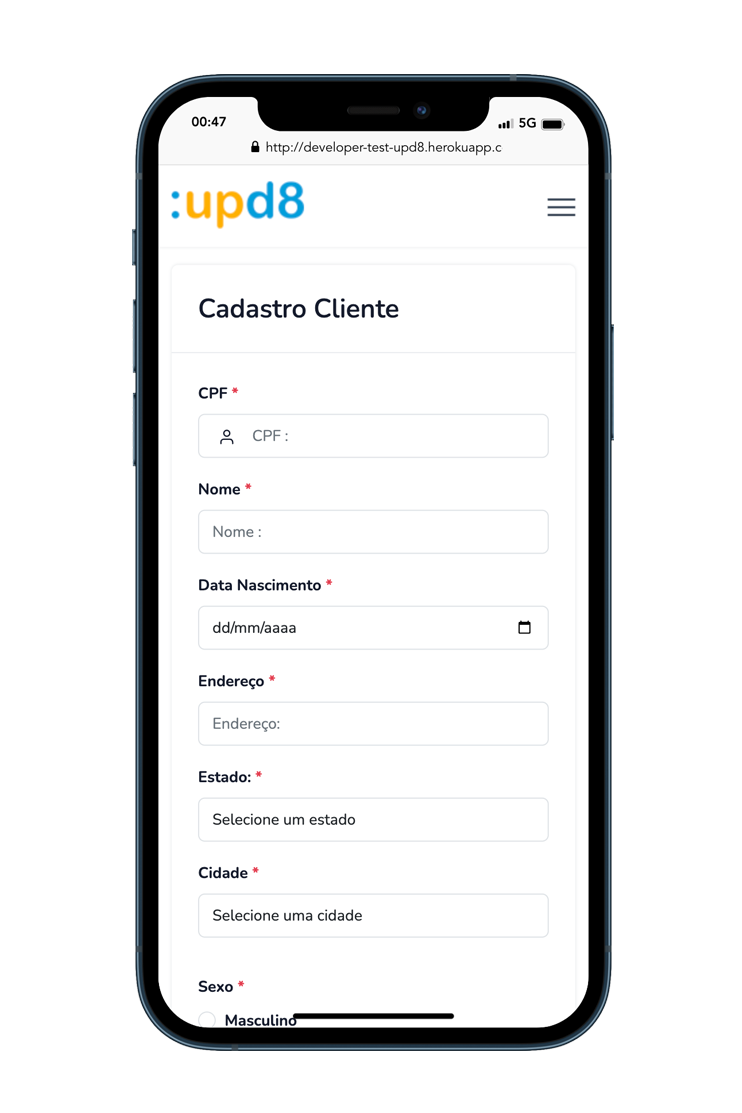 00:47
5G
http://developer-test-upd8.herokuapp.c
:upd8
Cadastro Cliente
CPF *
CPF :
Nome *
Nome :
Data Nascimento *
dd/mm/aaaa
Endereço *
Endereço:
Estado: *
Selecione um estado
Cidade *
Selecione uma cidade
Sexo *
Masculino